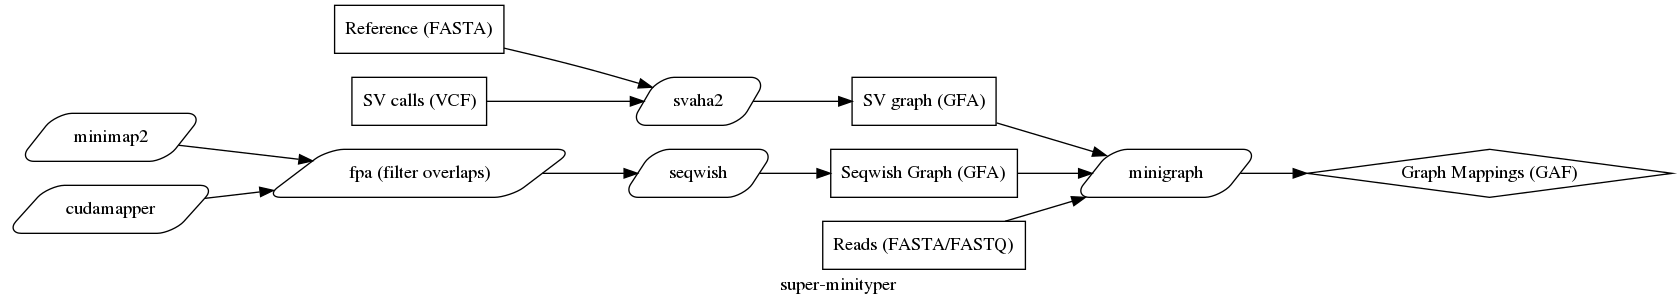 Reference (FASTA)
SV calls (VCF)
svaha2
SV graph (GFA)
minimap2
fpa (filter overlaps)
seqwish
Seqwish Graph (GFA)
minigraph
Graph Mappings (GAF)
cudamapper
Reads (FASTA/FASTQ)
super-minityper